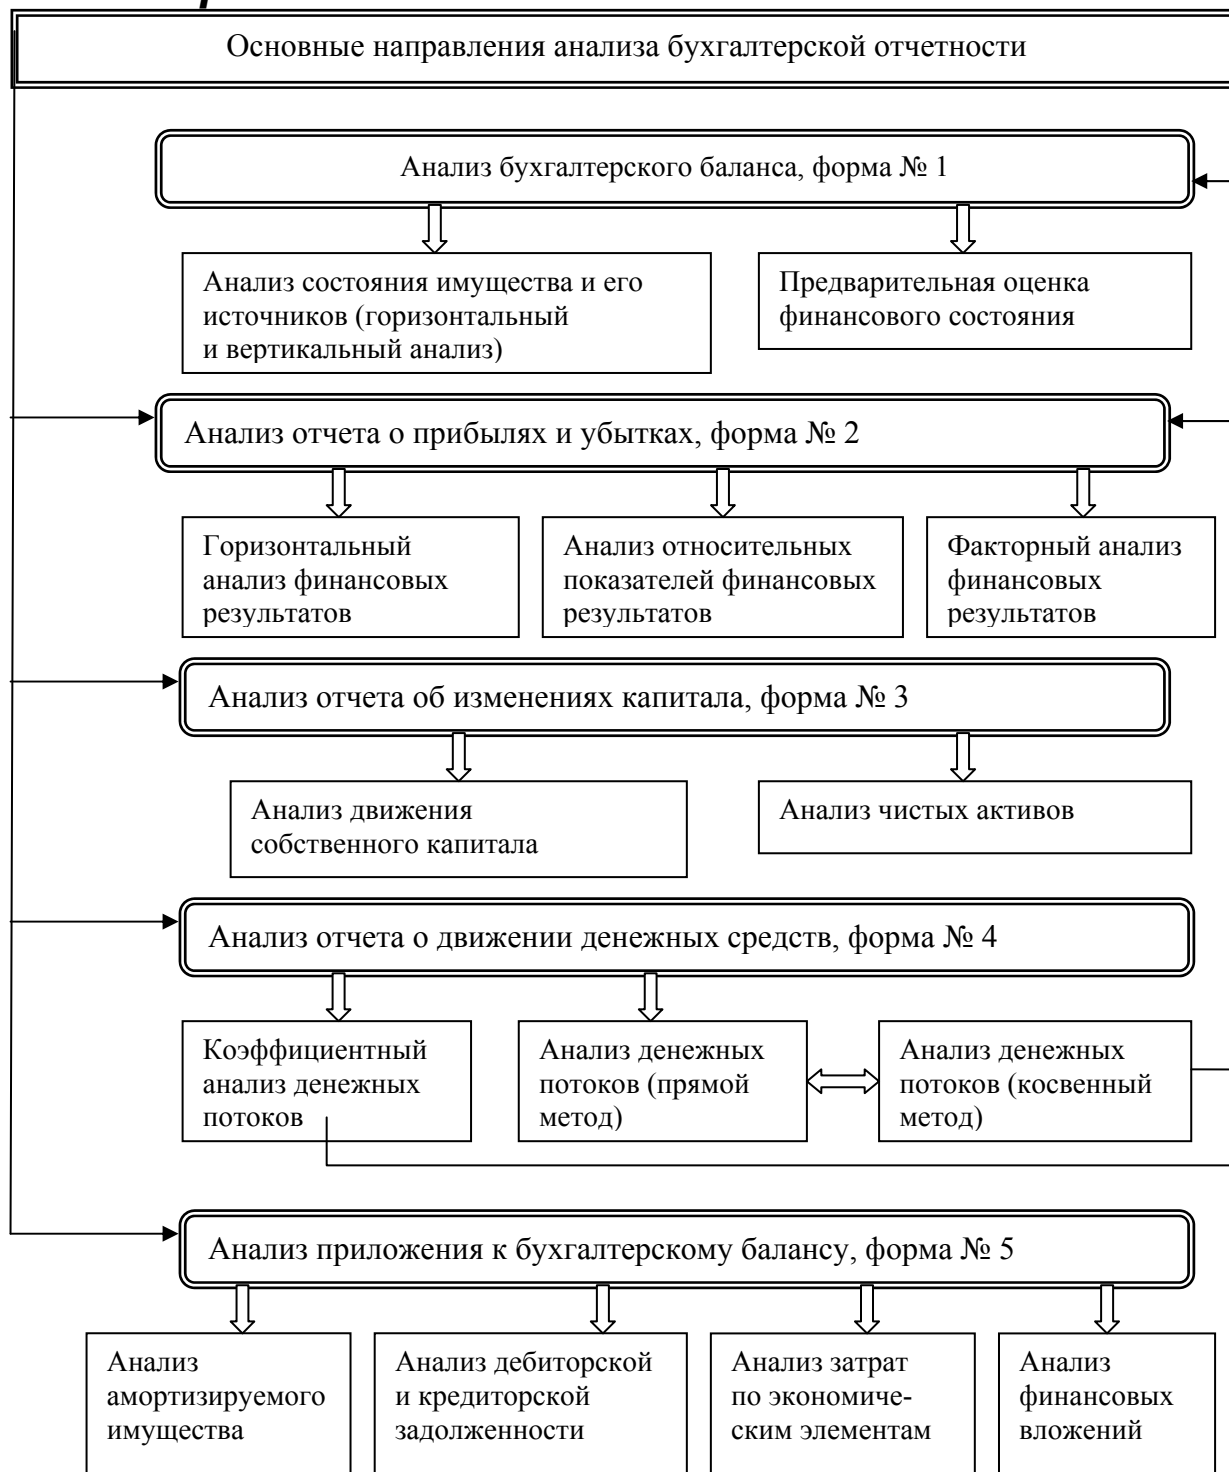 Основные направления анализа бухгалтерской отчетности
Анализ бухгалтерского баланса, форма № 1
Анализ состояния имущества и его
источников (горизонтальный
и вертикальный анализ)
Предварительная оценка
финансового состояния
Анализ отчета о прибылях и убытках, форма № 2
Горизонтальный
анализ финансовых
результатов
Анализ относительных
показателей финансовых
результатов
Факторный анализ
финансовых
результатов
Анализ отчета об изменениях капитала, форма № 3
Анализ движения
собственного капитала
Анализ чистых активов
Анализ отчета о движении денежных средств, форма № 4
Коэффициентный
анализ денежных
потоков
Анализ денежных
потоков (прямой
метод)
Анализ денежных
потоков (косвенный
метод)
Анализ приложения к бухгалтерскому балансу, форма № 5
Анализ
амортизируемого
имущества
Анализ дебиторской
и кредиторской
задолженности
Анализ затрат
по экономиче-
ским элементам
Анализ
финансовых
вложений